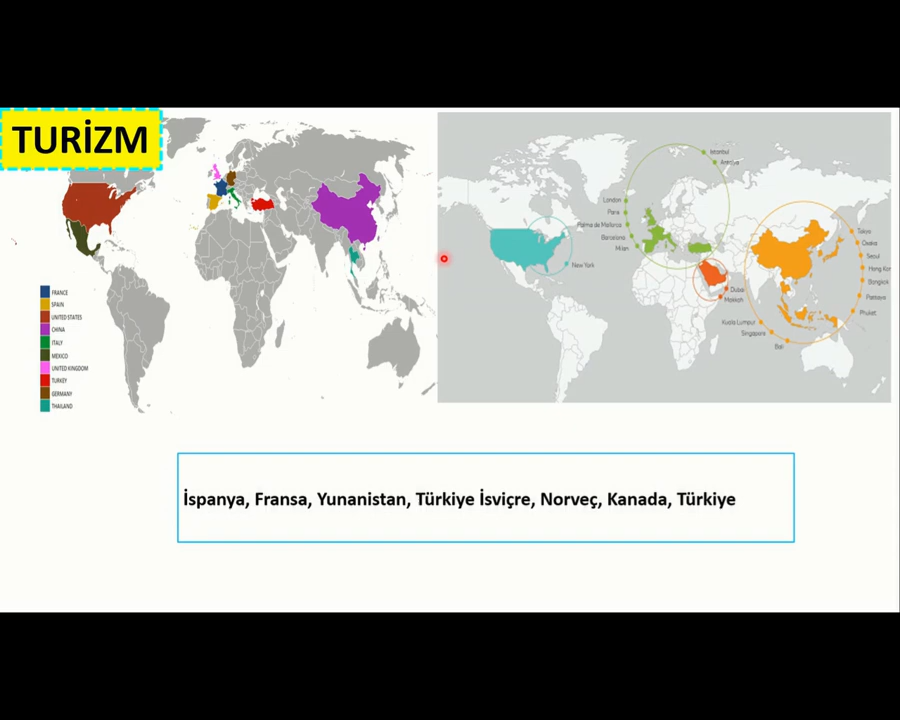 TURİZM
FRANCE
SPAIN
UNITED STATES
CHINA
ITALY
MEXICO
UNITED KINGDOM
TURKEY
GERMANY
THAILAND
Istanbul
Antalya
London
Paris
Palma de Mallorca
Barcelona
Milan
New York
Dubai
Makkah
Tokyo
Osaka
Seoul
Hong Kon
Bangkok
Pattaya
Phuket
Kuala Lumpur
Singapore
Bali
İspanya, Fransa, Yunanistan, Türkiye İsviçre, Norveç, Kanada, Türkiye